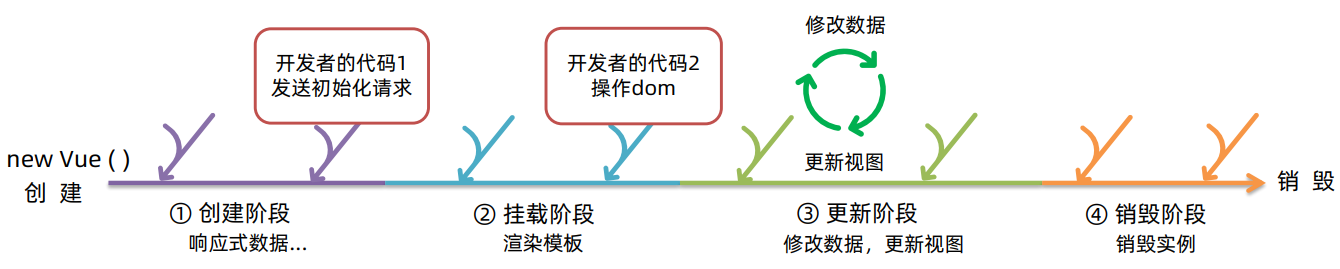 修改数据
开发者的代码1
发送初始化请求
开发者的代码2
操作dom
更新视图
new Vue ( )
创 建
销 毁
① 创建阶段
响应式数据...
② 挂载阶段
渲染模板
③ 更新阶段
修改数据，更新视图
④ 销毁阶段
销毁实例